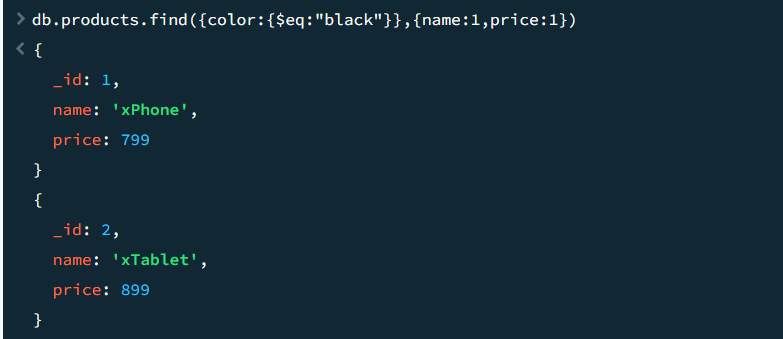 > db.products.find({color:{$eq:"black"}},{name:1,price:1})
< {
_id: 1,
name: 'xPhone',
price: 799
}
{
_id: 2,
name: 'xTablet',
price: 899
}